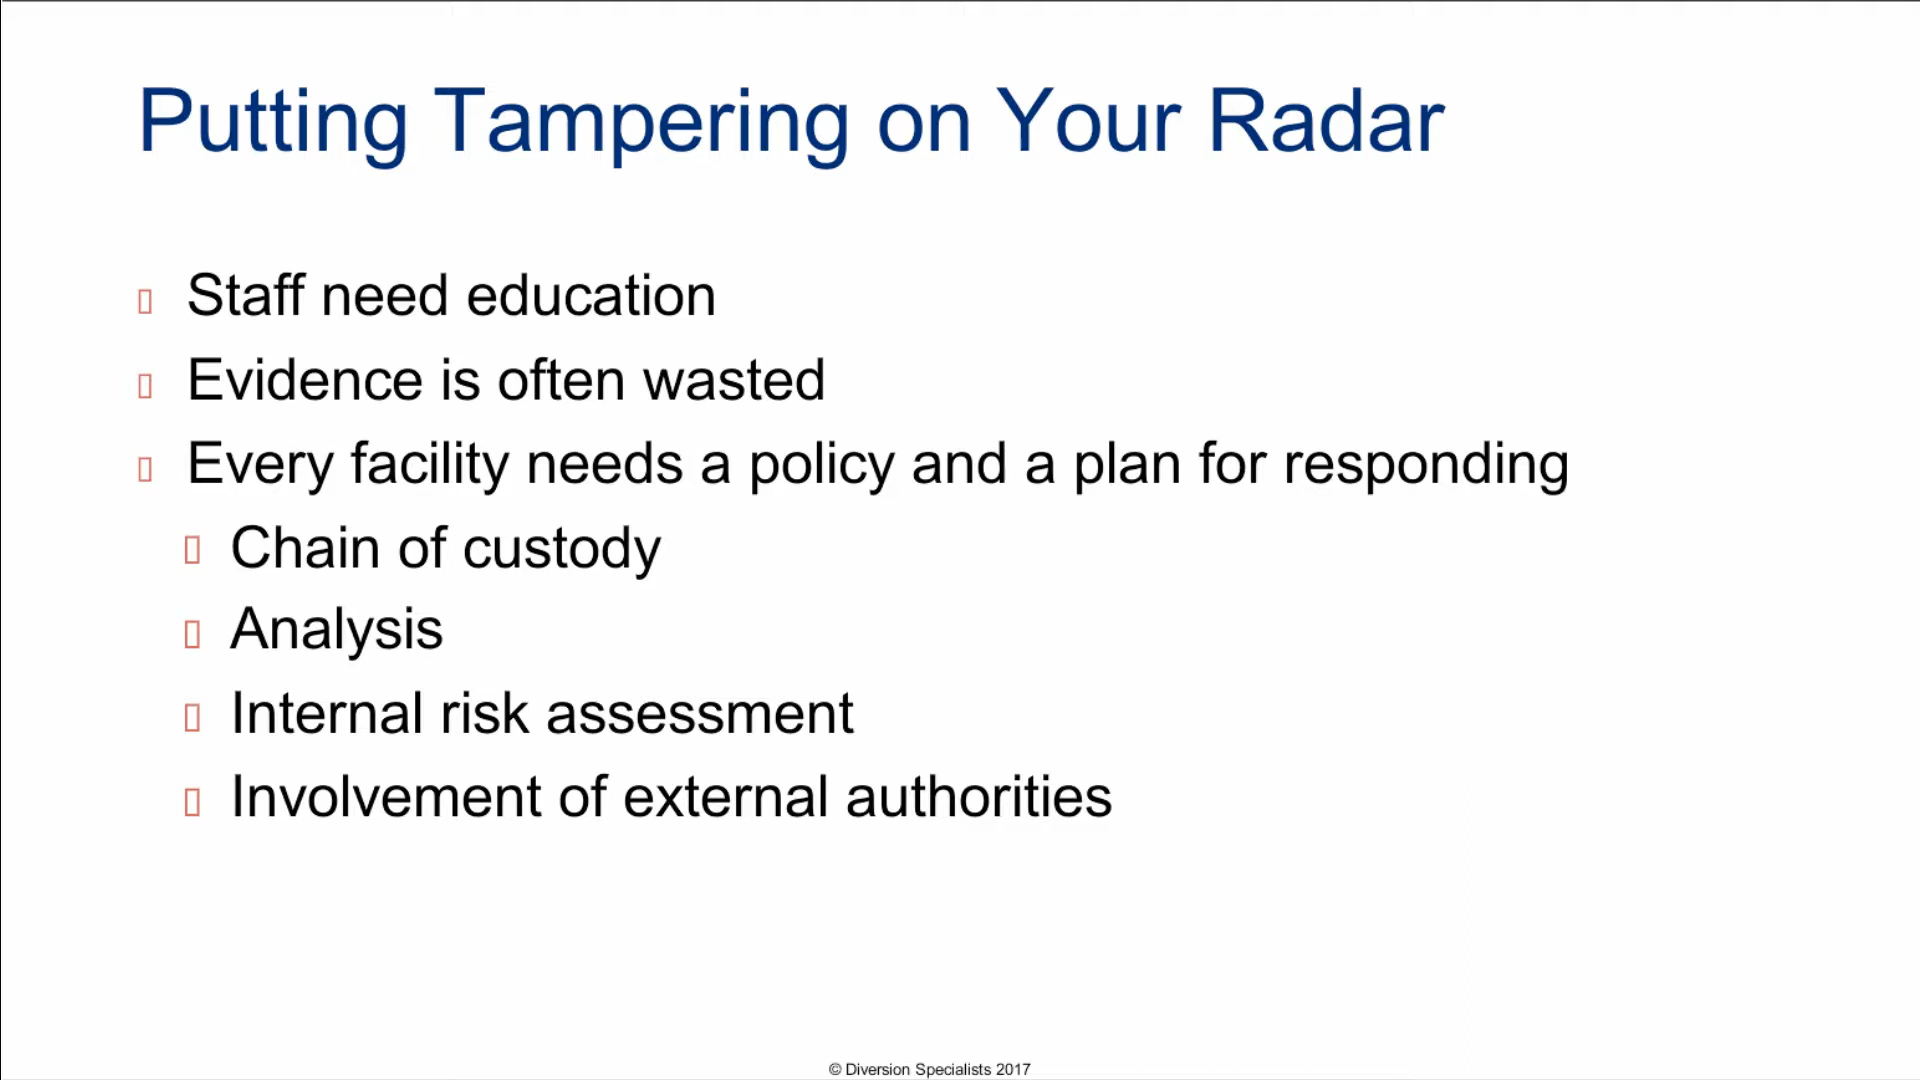 Putting Tampering on Your Radar
Staff need education
Evidence is often wasted
Every facility needs a policy and a plan for responding
Chain of custody
Analysis
Internal risk assessment
Involvement of external authorities
© Diversion Specialists 2017